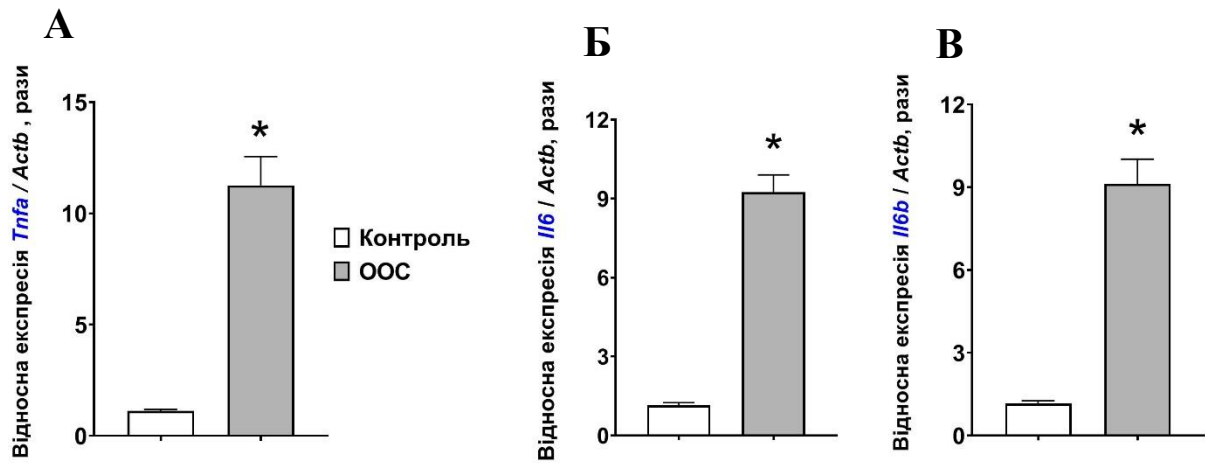 А
Відносна експресія Tnfa / Actb , рази
15
10
5
0
*
Контроль
ООС
Б
Відносна експресія Il6 / Actb, рази
12
9
6
3
0
*
В
Відносна експресія Il6b / Actb, рази
12
9
6
3
0
*